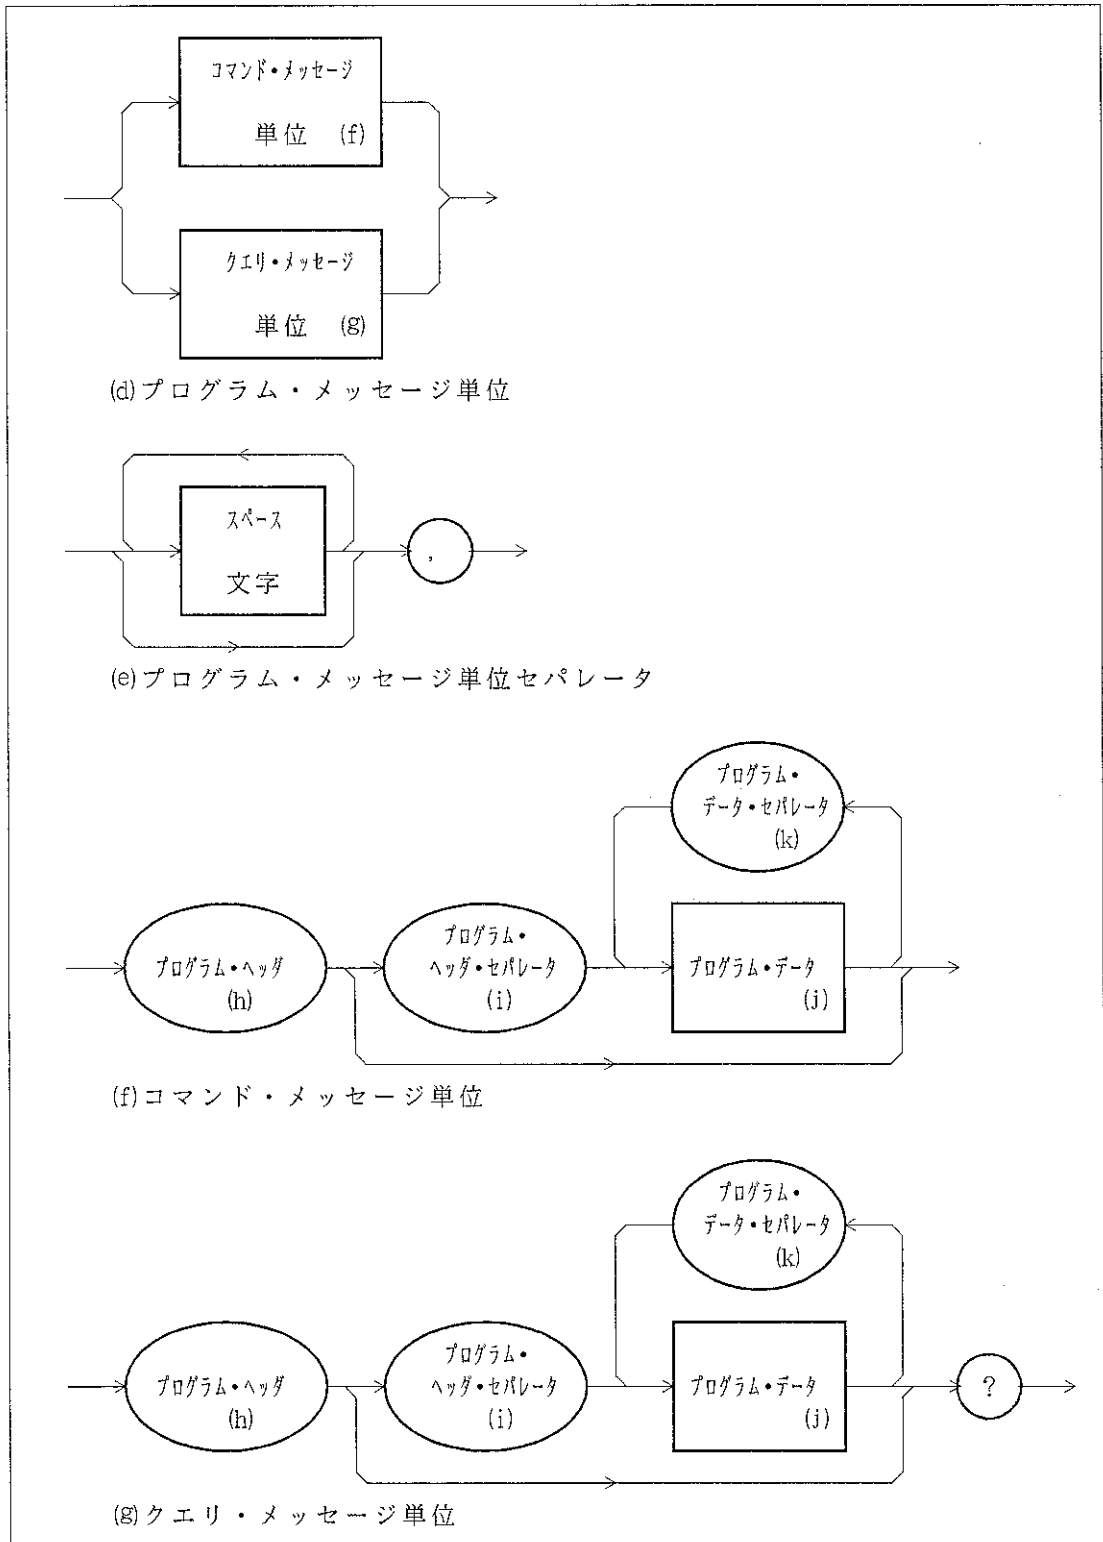 コマンド・メッセージ
単位 (f)
クエリ・メッセージ
単位 (g)
(d)プログラム・メッセージ単位
スペース
文字
,
(e)プログラム・メッセージ単位セパレータ
プログラム・
データ・セパレータ
(k)
プログラム・ヘッダ
(h)
プログラム・
ヘッダ・セパレータ
(i)
プログラム・データ
(j)
(f)コマンド・メッセージ単位
プログラム・
データ・セパレータ
(k)
プログラム・ヘッダ
(h)
プログラム・
ヘッダ・セパレータ
(i)
プログラム・データ
(j)
?
(g)クエリ・メッセージ単位